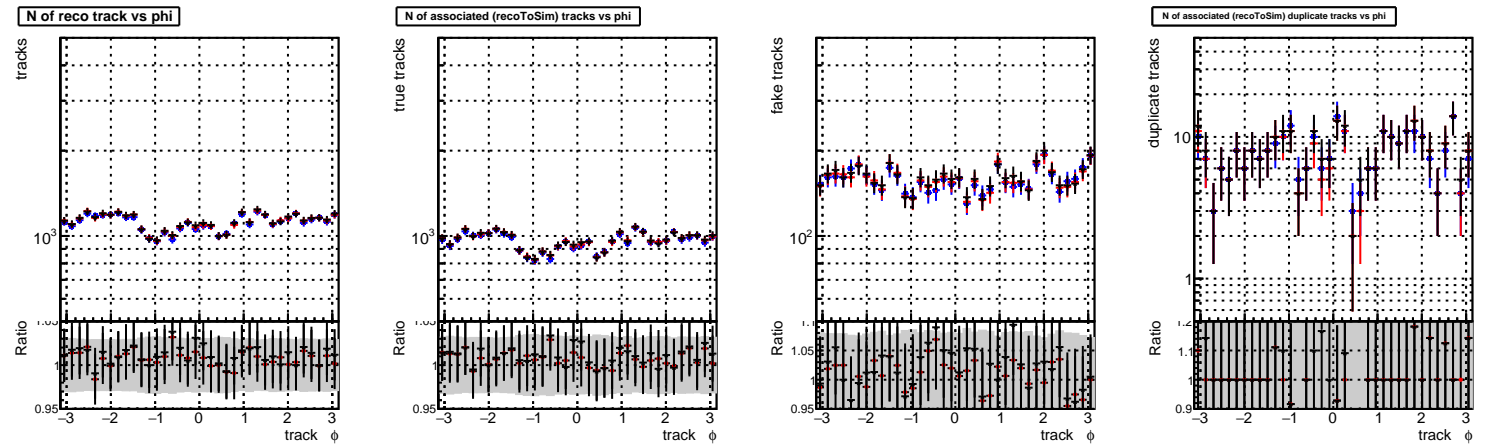 N of reco track vs phi
tracks
10³
Ratio
1.05
1
0.95
−3 −2 −1 0 1 2 3
track φ
N of associated (recoToSim) tracks vs phi
true tracks
10³
Ratio
1.05
1
0.95
−3 −2 −1 0 1 2 3
track φ
fake tracks
10²
Ratio
1.1
1.05
1
0.95
−3 −2 −1 0 1 2 3
track φ
N of associated (recoToSim) duplicate tracks vs phi
duplicate tracks
10
1
Ratio
1.2
1.1
1
0.9
−3 −2 −1 0 1 2 3
track φ